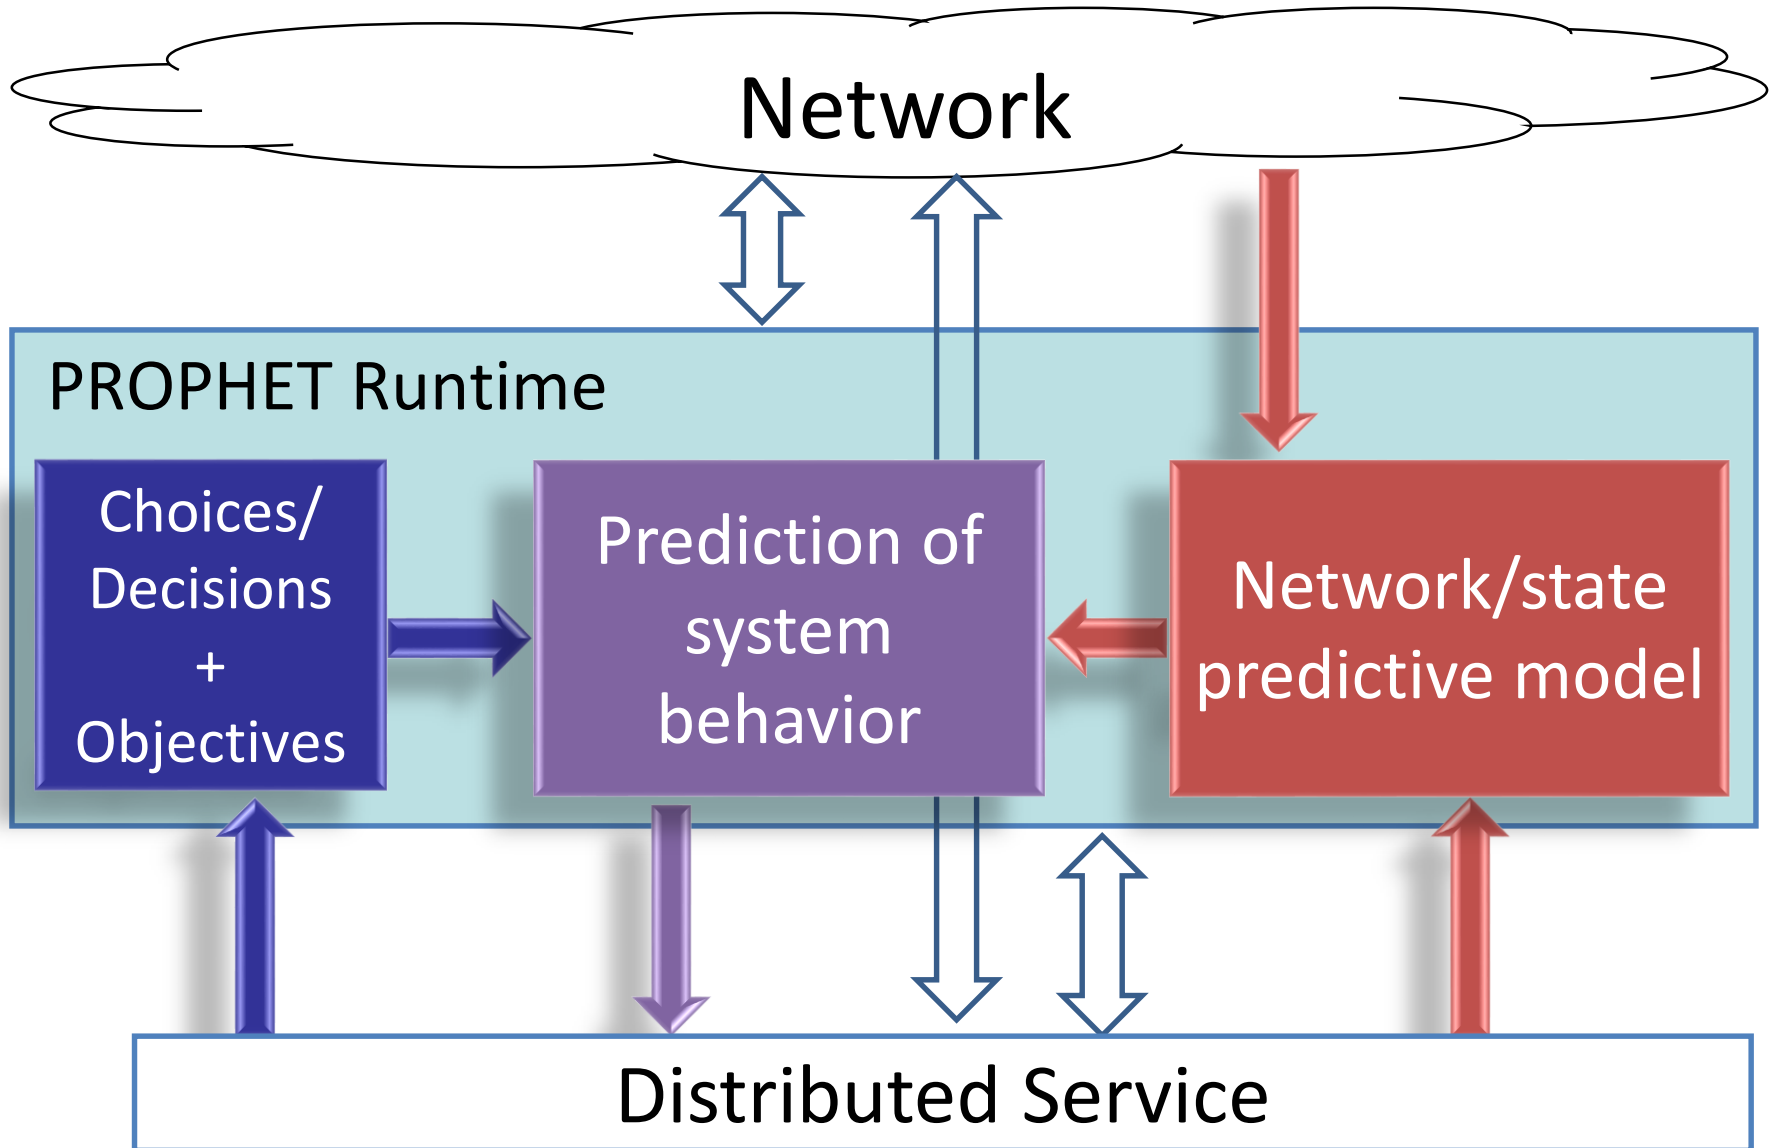 Network
PROPHET Runtime
Choices/
Decisions
+
Objectives
Prediction of
system
behavior
Network/state
predictive model
Distributed Service